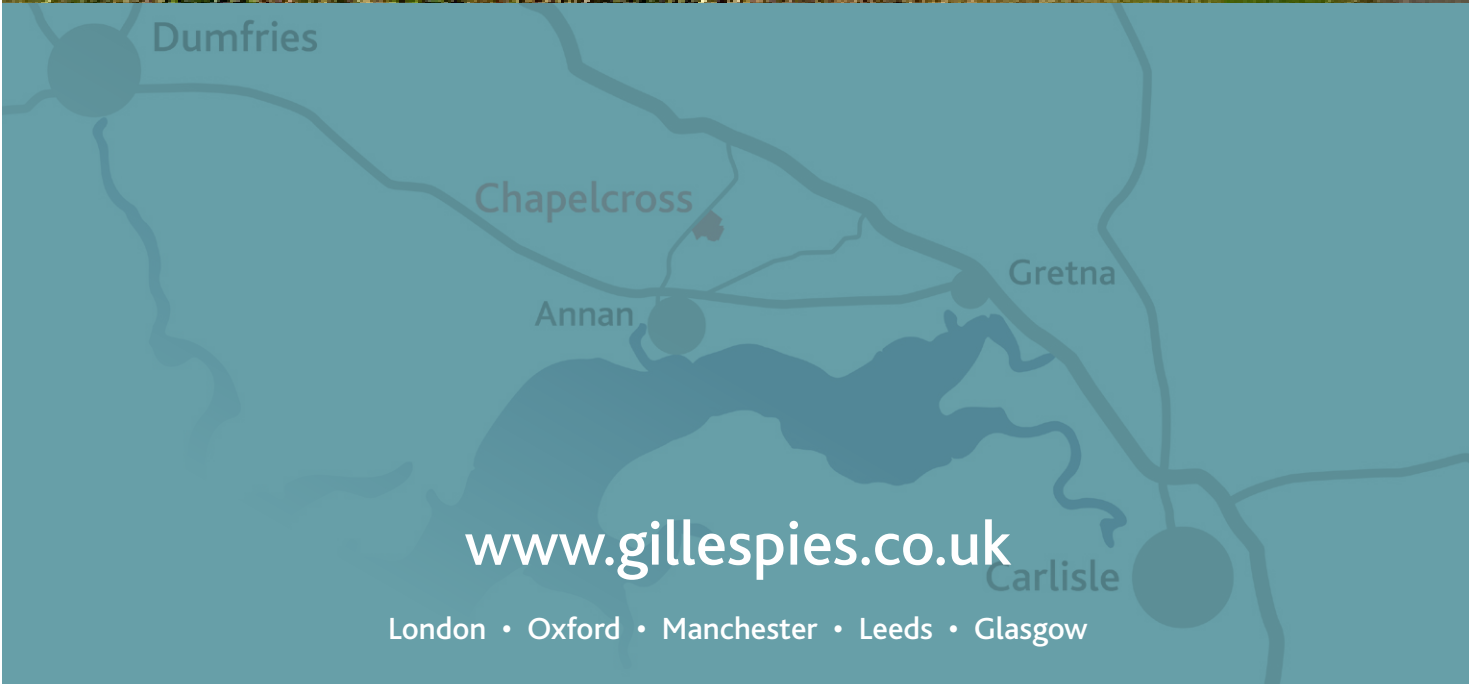 Dumfries
Chapelcross
Gretna
Annan
www.gillespies.co.uk
Carlisle
London • Oxford • Manchester • Leeds • Glasgow